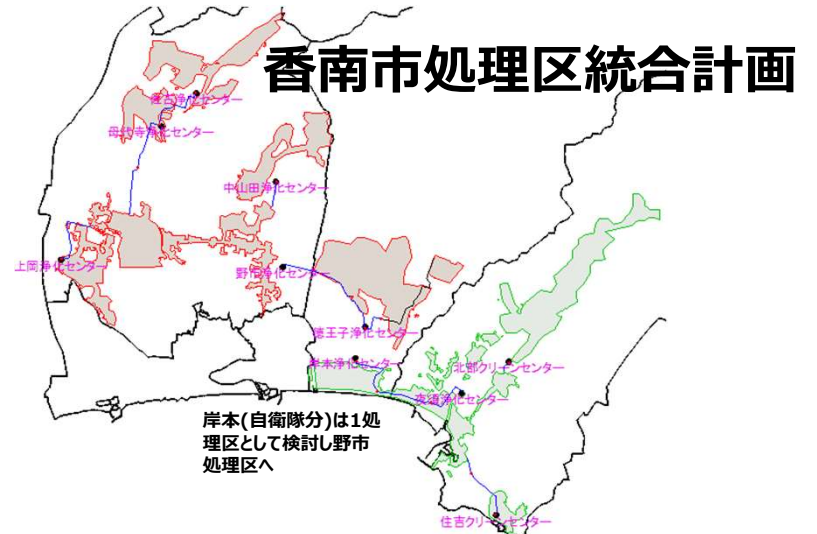 香南市処理区統合計画
佐古浄化センター
母代寺浄化センター
中山田浄化センター
上岡浄化センター
野市浄化センター
徳王子浄化センター
岸本浄化センター
北部クリーンセンター
夜須浄化センター
岸本(自衛隊分)は1処
理区として検討し野市
処理区へ
住吉クリーンセンター